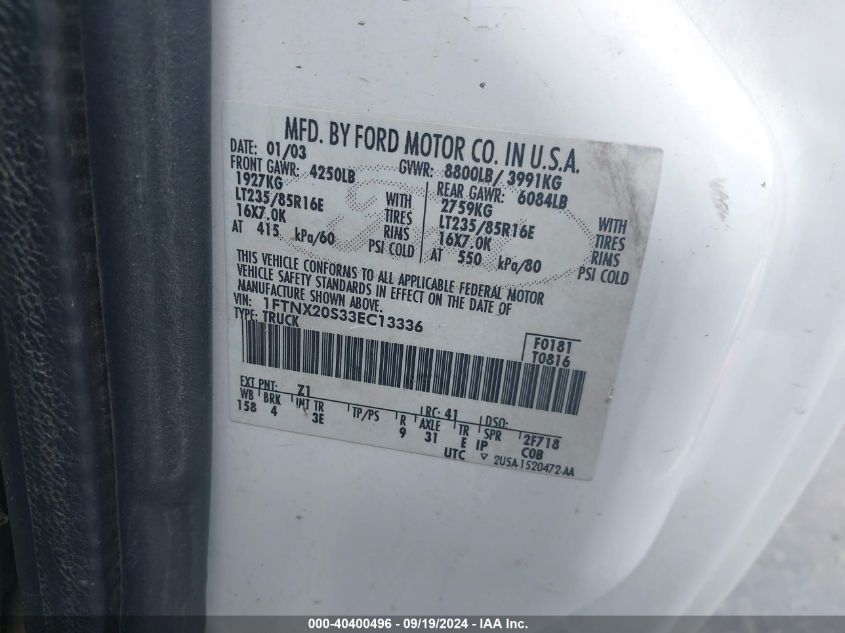 MFD. BY FORD MOTOR CO. IN U.S.A.
DATE: 01/03 GVWR: 8800LB/ 3991KG
FRONT GAWR: 4250LB REAR GAWR: 6084LB
1927KG WITH 2759KG WITH
LT235/85R16E TIRES LT235/85R16E TIRES
16X7.0K RIMS 16X7.0K RIMS
AT 415 kPa/60 PSI COLD AT 550 kPa/80 PSI COLD
THIS VEHICLE CONFORMS TO ALL APPLICABLE FEDERAL MOTOR
VEHICLE SAFETY STANDARDS IN EFFECT ON THE DATE OF
MANUFACTURE SHOWN ABOVE.
VIN: 1FTNX20S33EC13336
TYPE: TRUCK
F0181
T0816
EXT PNT: Z1 RC: 41 DSO:
WB BRK INT TR TP/PS R AXLE TR SPR 2F718
158 4 3E 9 31 E IP COB
UTC ▽ 2U5A-1520472-AA
000-40400496 - 09/19/2024 - IAA Inc.